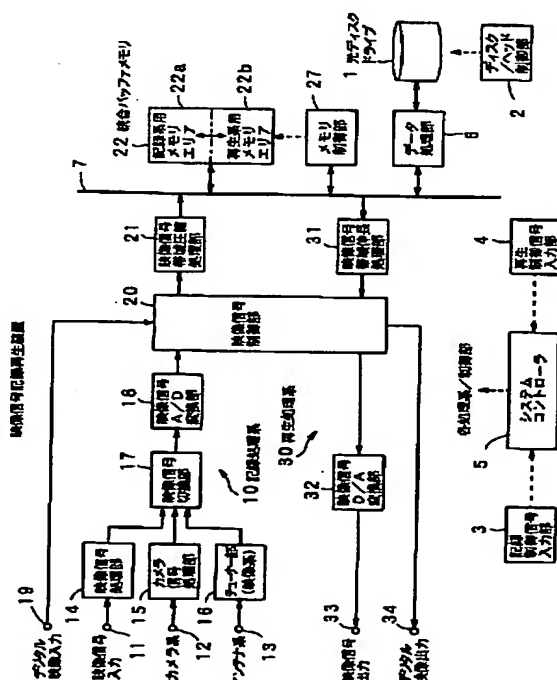 映像信号記録再生装置
19
デジタル
映像入力
映像信号
入力
11
カメラ系
12
アンテナ系
13
14
映像信号
処理部
15
カメラ
信号
処理部
16
チューナー部
(映像系)
17
映像信号
切換部
18
映像信号
A/D
変換部
10 記録処理系
20
映像信号
制御部
21
映像信号
帯域圧縮
処理部
7
22 統合バッファメモリ
22a
記録系用
メモリ
エリア
22b
再生系用
メモリ
エリア
27
メモリ
制御部
31
映像信号
帯域伸長
処理部
30 再生処理系
32
映像信号
D/A
変換部
33
映像信号
出力
34
デジタル
映像出力
1 光ディスク
ドライブ
6
データ
処理部
ディスク
/ヘッド
制御部
2
3
記録
制御信号
入力部
各処理系/制御部
5
システム
コントローラ
4
再生
制御信号
入力部